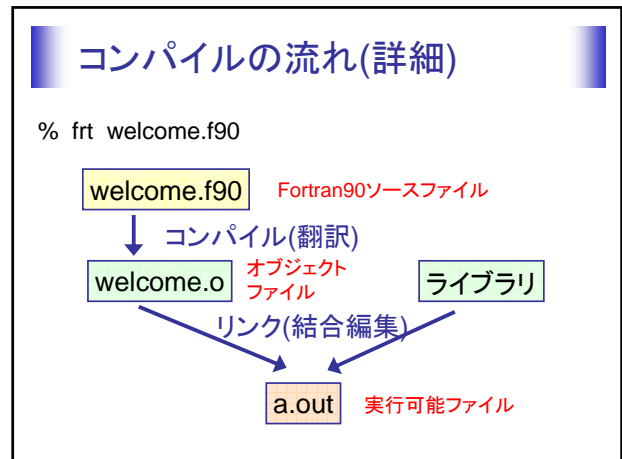 コンパイルの流れ(詳細)
% frt welcome.f90
welcome.f90 Fortran90ソースファイル
コンパイル(翻訳)
welcome.o オブジェクト
ファイル
ライブラリ
リンク(結合編集)
a.out 実行可能ファイル